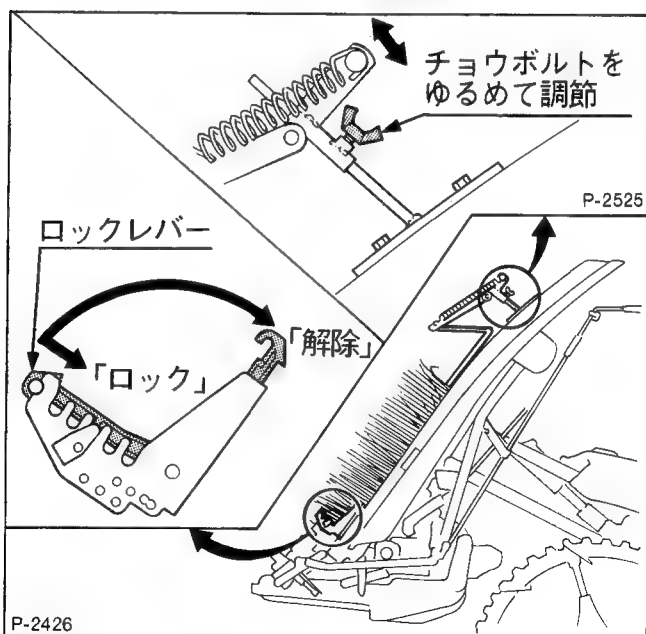 チョウボルトを
ゆるめて調節
P-2525
ロックレバー
「ロック」
「解除」
P-2426